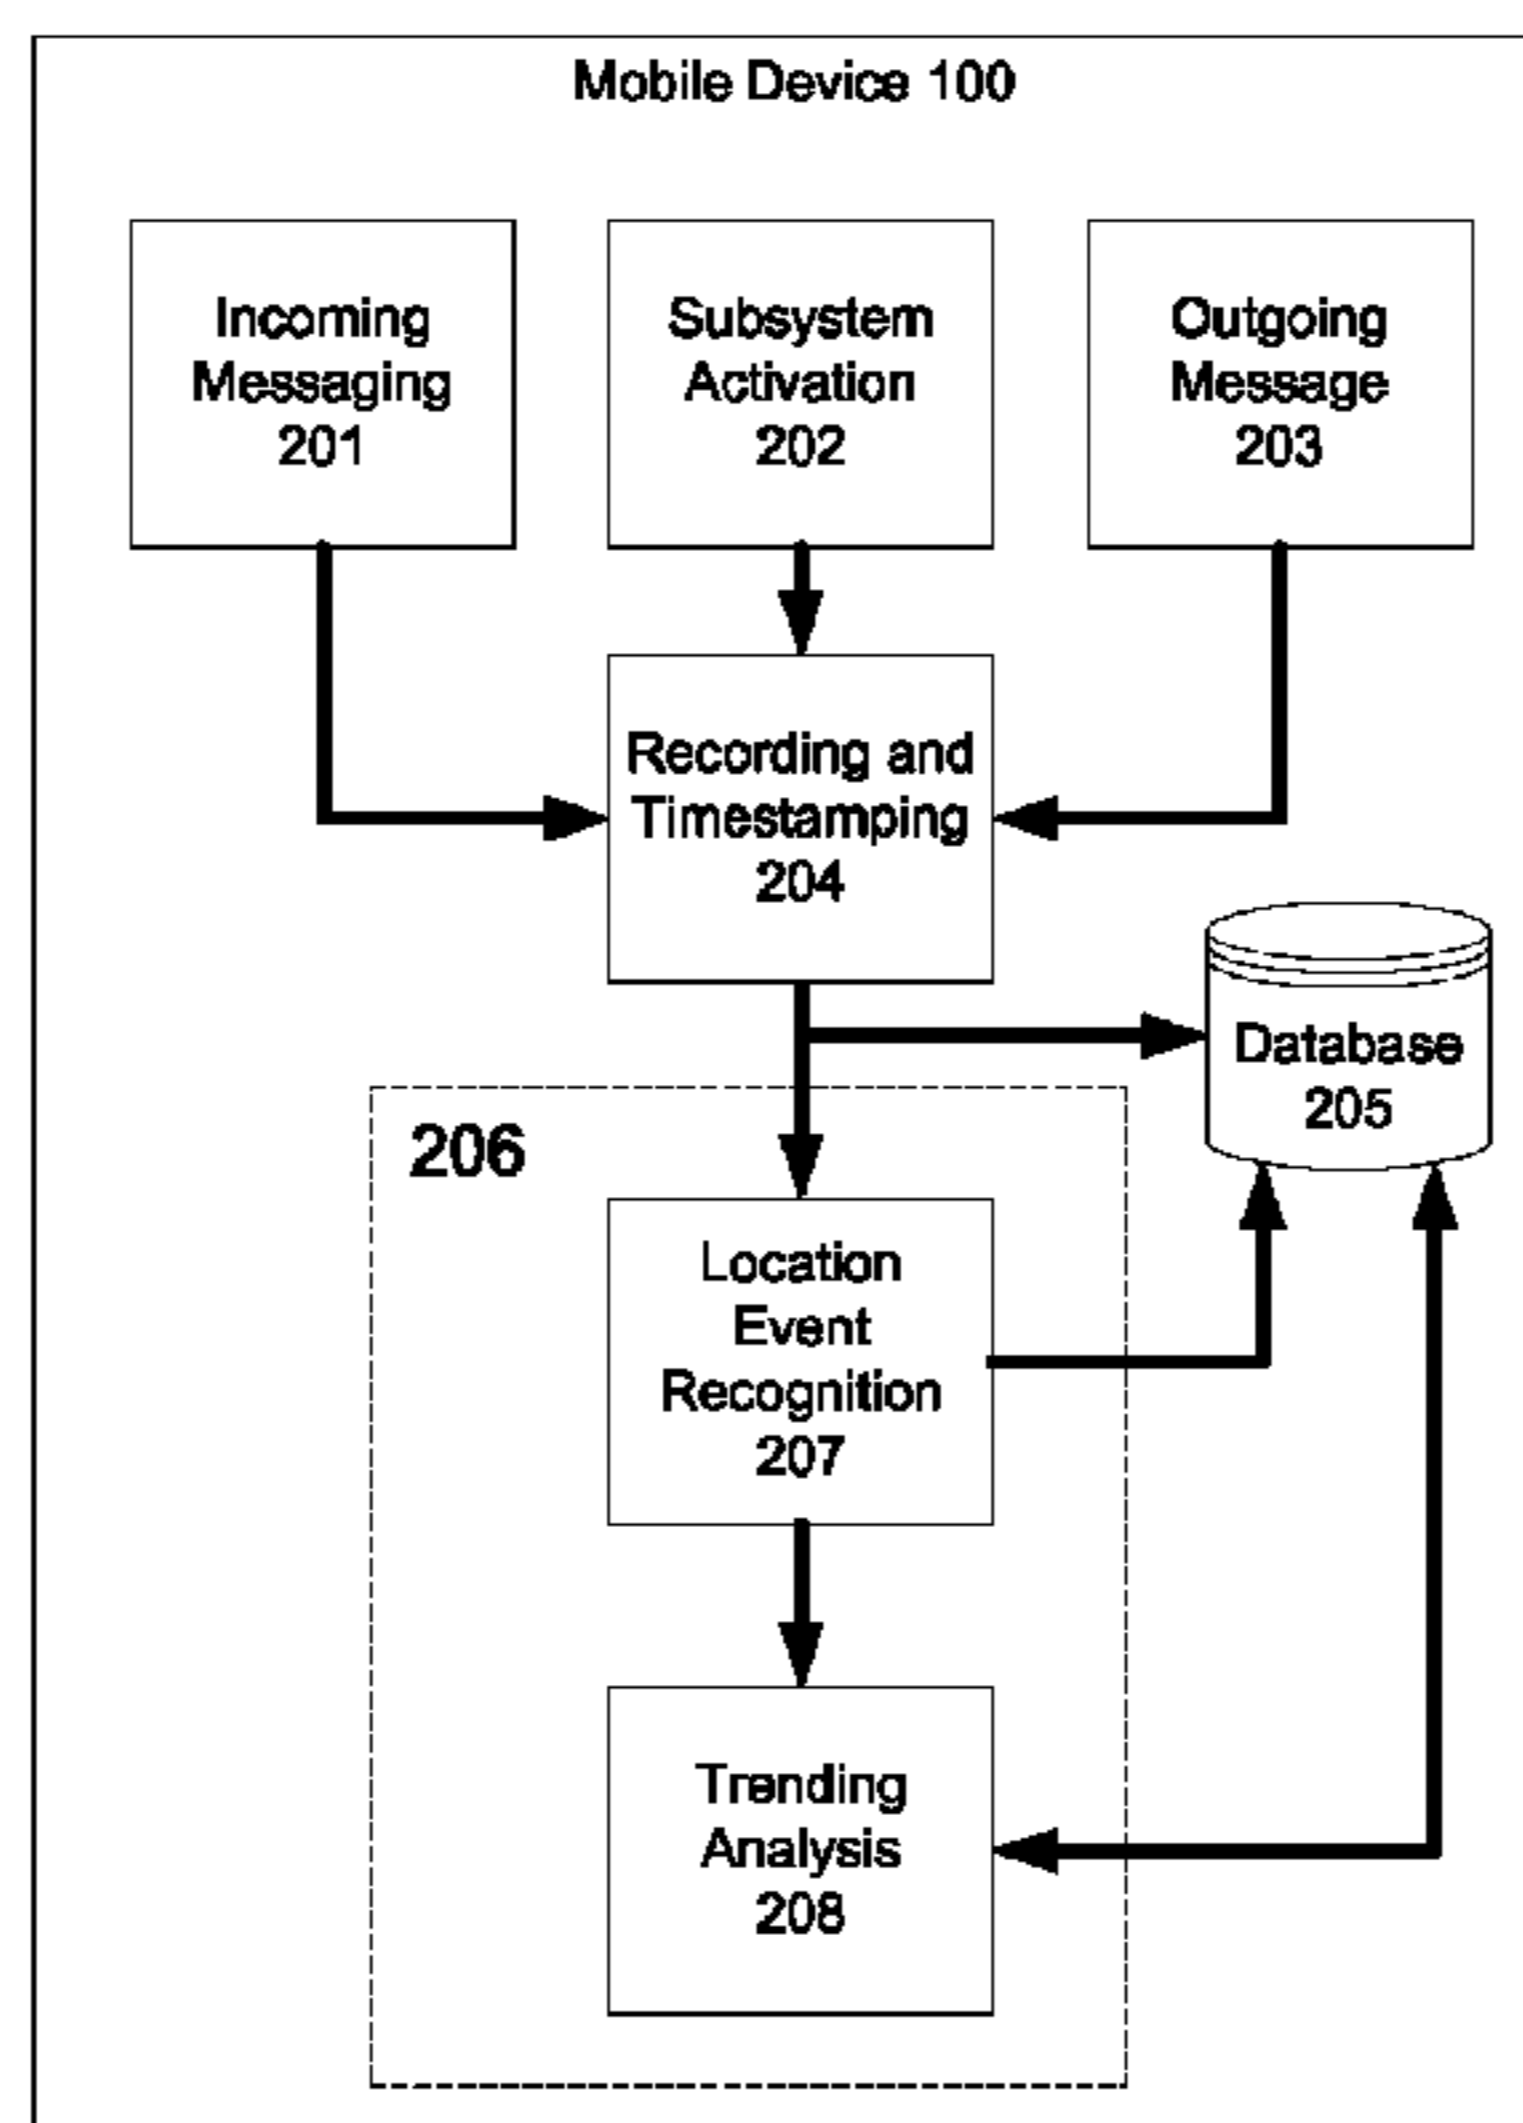 Mobile Device 100
Incoming
Messaging
201
Subsystem
Activation
202
Outgoing
Message
203
Recording and
Timestamping
204
Database
205
206
Location
Event
Recognition
207
Trending
Analysis
208